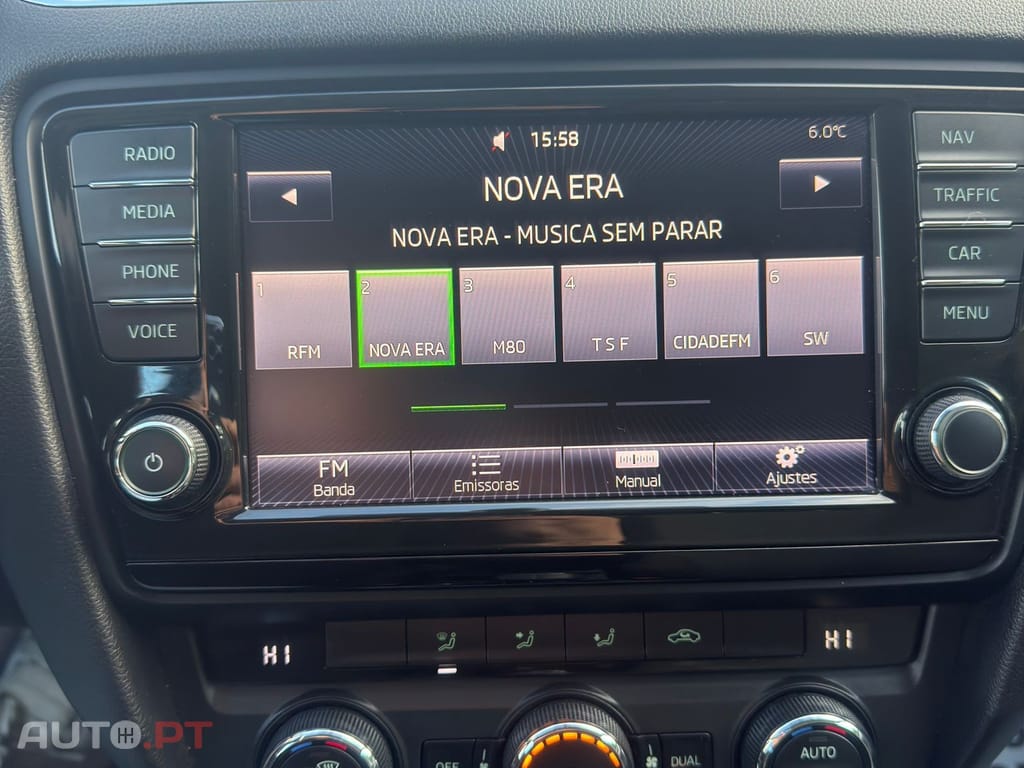 15:58
6.0°C
NOVA ERA
NOVA ERA - MUSICA SEM PARAR
1
RFM
2
NOVA ERA
3
M80
4
T S F
5
CIDADEFM
6
SW
FM
Banda
Emissoras
Manual
Ajustes
RADIO
MEDIA
PHONE
VOICE
NAV
TRAFFIC
CAR
MENU
HI
HI
OFF
DUAL
AUTO
AUTO.PT